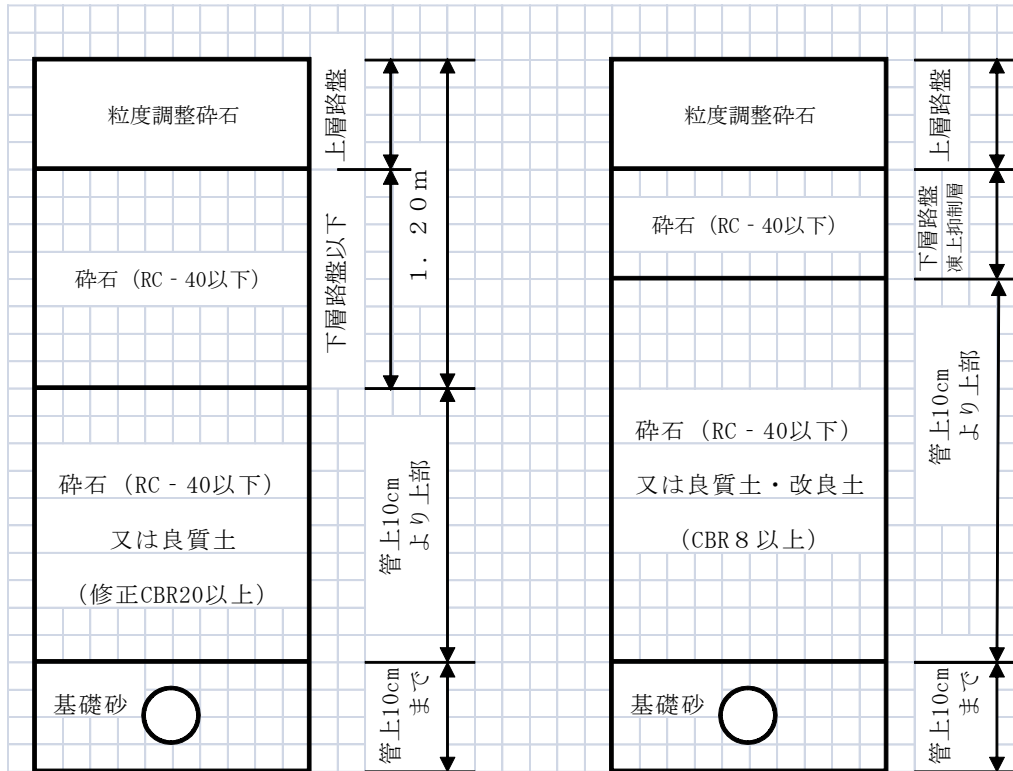 粒度調整砕石
上層路盤
砕石（RC‐40以下）
下層路盤以下
1．20m
砕石（RC‐40以下）
又は良質土
（修正CBR20以上）
管上10cm
より上部
基礎砂
管上10cm
まで
粒度調整砕石
上層路盤
砕石（RC‐40以下）
下層路盤
凍上抑制層
砕石（RC‐40以下）
又は良質土・改良土
（CBR８以上）
管上10cm
より上部
基礎砂
管上10cm
まで